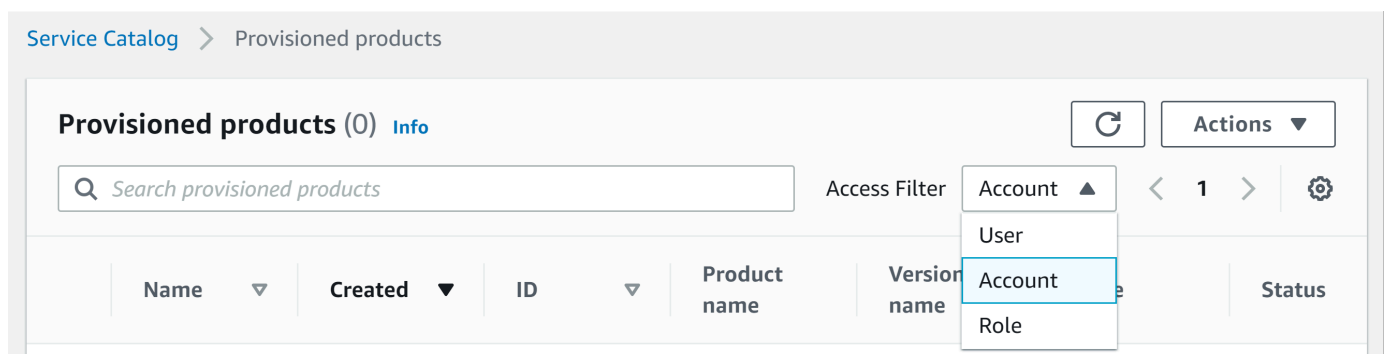 Service Catalog > Provisioned products
Provisioned products (0) Info
Actions
Search provisioned products
Access Filter Account 1
User
Account
Role
Name Created ID Product name Version name Status